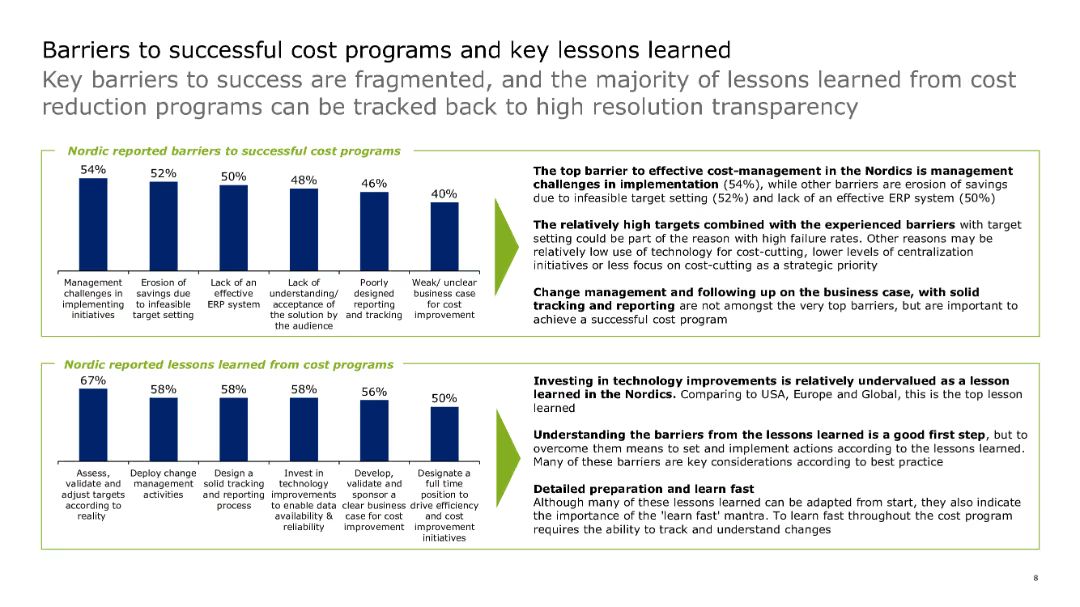 Barriers to successful cost programs and key lessons learned
Key barriers to success are fragmented, and the majority of lessons learned from cost
reduction programs can be tracked back to high resolution transparency
Nordic reported barriers to successful cost programs
54%
52%
50%
48%
46%
40%
Management
challenges in
implementing
initiatives
Erosion of
savings due
to infeasible
target setting
Lack of an
effective
ERP system
Lack of
understanding/
acceptance of
the solution by
the audience
Poorly
designed
reporting
and tracking
Weak/ unclear
business case
for cost
improvement
The top barrier to effective cost-management in the Nordics is management
challenges in implementation (54%), while other barriers are erosion of savings
due to infeasible target setting (52%) and lack of an effective ERP system (50%)
The relatively high targets combined with the experienced barriers with target
setting could be part of the reason with high failure rates. Other reasons may be
relatively low use of technology for cost-cutting, lower levels of centralization
initiatives or less focus on cost-cutting as a strategic priority
Change management and following up on the business case, with solid
tracking and reporting are not amongst the very top barriers, but are important to
achieve a successful cost program
Nordic reported lessons learned from cost programs
67%
58%
58%
58%
56%
50%
Assess,
validate and
adjust targets
according to
reality
Deploy change
management
activities
Design a
solid tracking
and reporting
process
Invest in
technology
improvements
to enable data
availability &
reliability
Develop,
validate and
sponsor a
clear business
case for cost
improvement
Designate a
full time
position to
drive efficiency
and cost
improvement
initiatives
Investing in technology improvements is relatively undervalued as a lesson
learned in the Nordics. Comparing to USA, Europe and Global, this is the top lesson
learned
Understanding the barriers from the lessons learned is a good first step, but to
overcome them means to set and implement actions according to the lessons learned.
Many of these barriers are key considerations according to best practice
Detailed preparation and learn fast
Although many of these lessons learned can be adapted from start, they also indicate
the importance of the 'learn fast' mantra. To learn fast throughout the cost program
requires the ability to track and understand changes
8